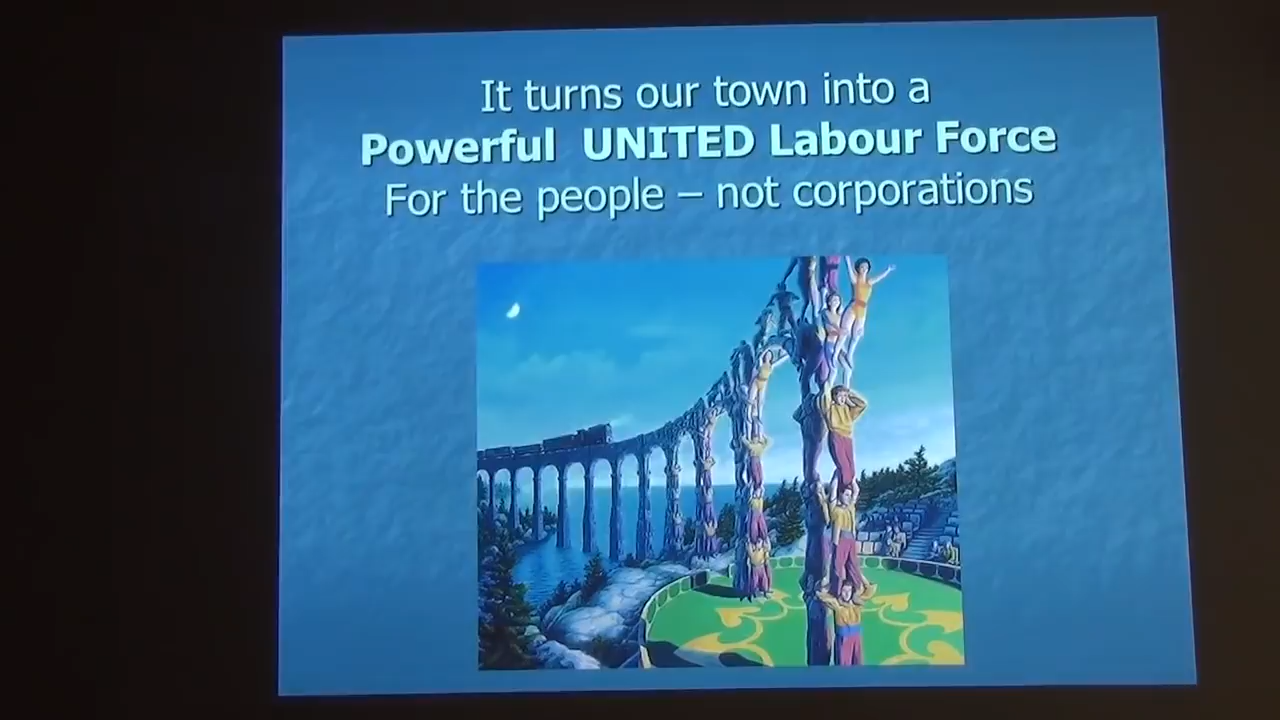 It turns our town into a
Powerful UNITED Labour Force
For the people – not corporations